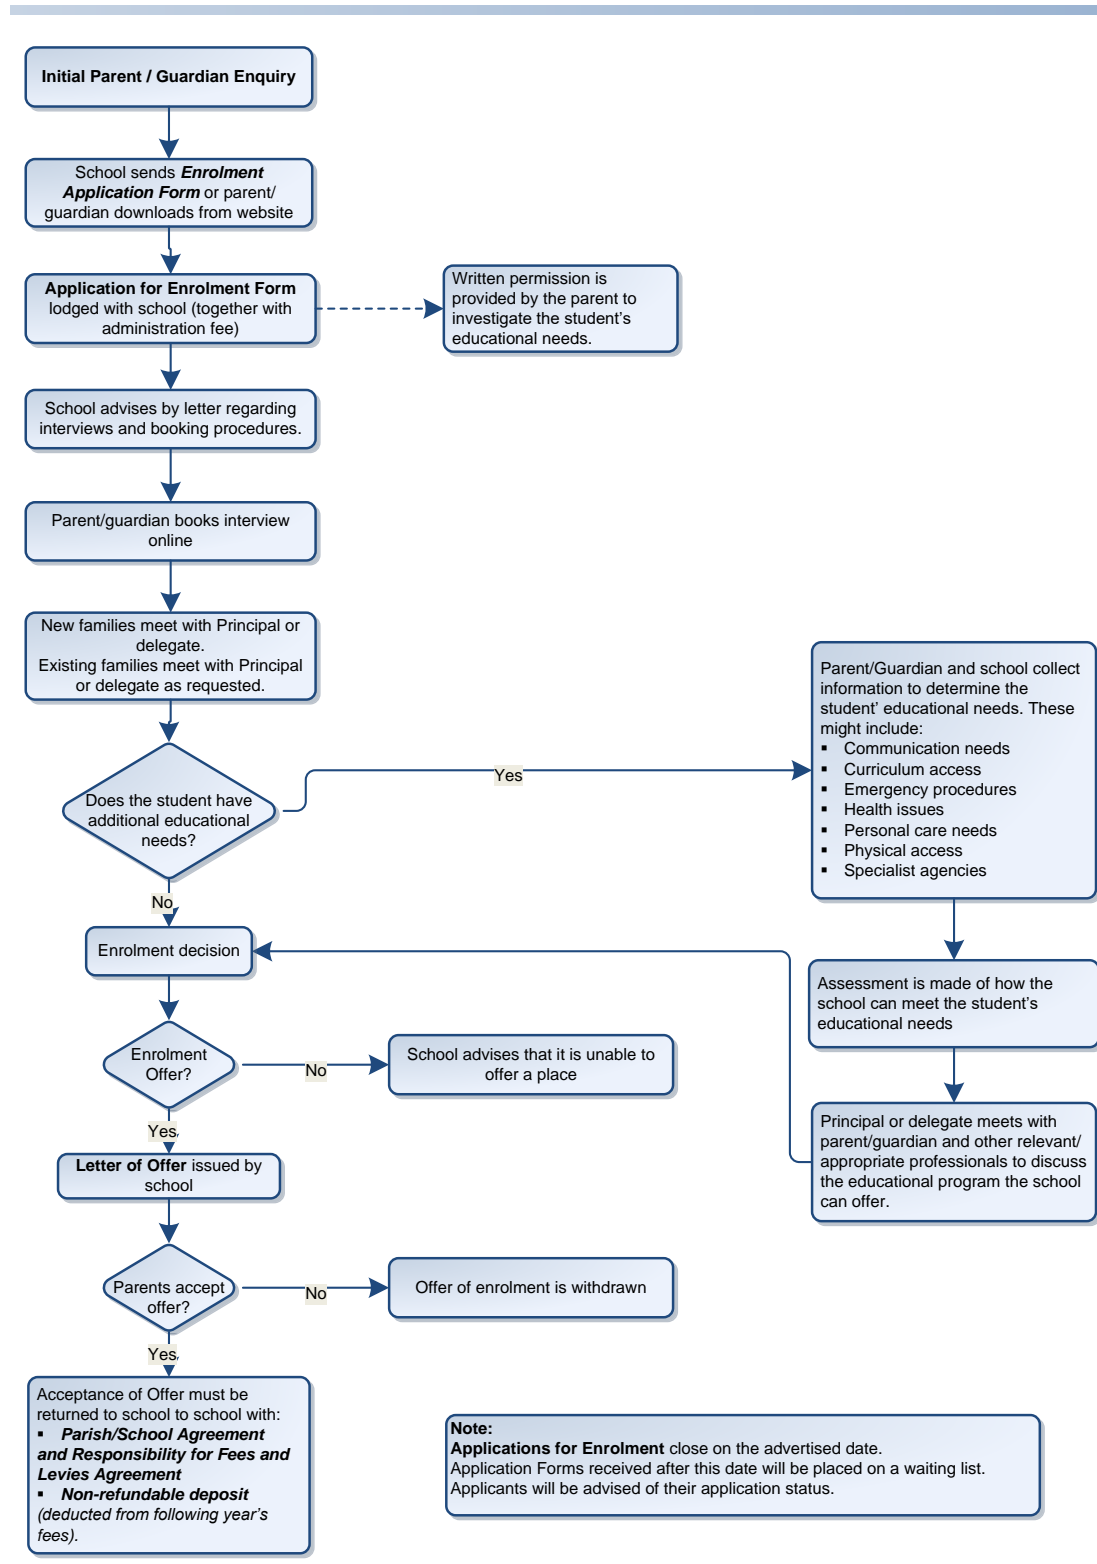 Initial Parent / Guardian Enquiry
School sends Enrolment
Application Form or parent/
guardian downloads from website
Application for Enrolment Form
lodged with school (together with
administration fee)
Written permission is
provided by the parent to
investigate the student's
educational needs.
School advises by letter regarding
interviews and booking procedures.
Parent/guardian books interview
online
New families meet with Principal or
delegate.
Existing families meet with Principal
or delegate as requested.
Does the student have
additional educational
needs?
Yes
Parent/Guardian and school collect
information to determine the
student' educational needs. These
might include:
▪ Communication needs
▪ Curriculum access
▪ Emergency procedures
▪ Health issues
▪ Personal care needs
▪ Physical access
▪ Specialist agencies
No
Enrolment decision
Assessment is made of how the
school can meet the student's
educational needs
Enrolment
Offer?
No
School advises that it is unable to
offer a place
Principal or delegate meets with
parent/guardian and other relevant/
appropriate professionals to discuss
the educational program the school
can offer.
Yes
Letter of Offer issued by
school
Parents accept
offer?
No
Offer of enrolment is withdrawn
Yes
Acceptance of Offer must be
returned to school to school with:
▪ Parish/School Agreement
and Responsibility for Fees and
Levies Agreement
▪ Non-refundable deposit
(deducted from following year's
fees).
Note:
Applications for Enrolment close on the advertised date.
Application Forms received after this date will be placed on a waiting list.
Applicants will be advised of their application status.